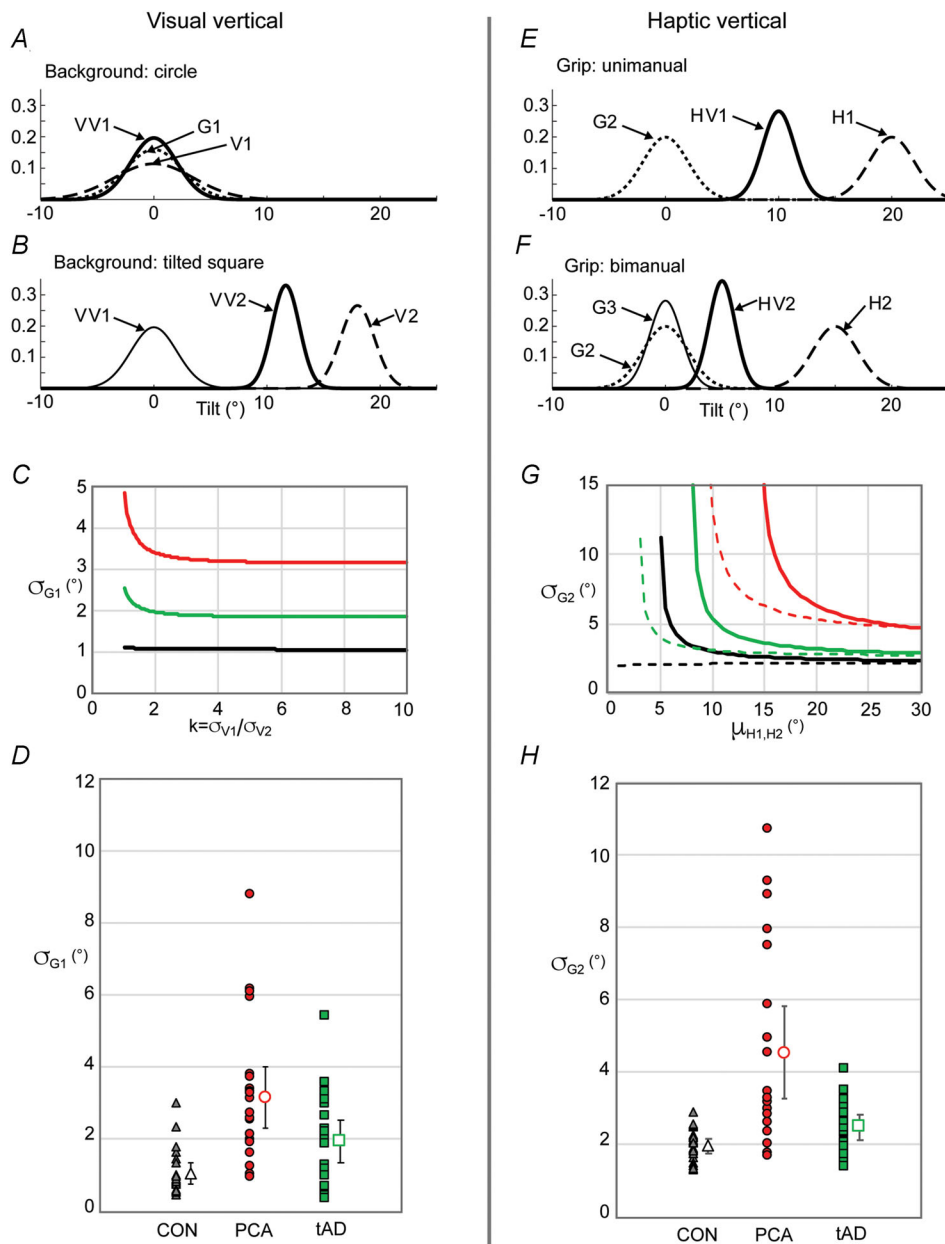 Visual vertical
A
Background: circle
0.3
0.2
0.1
VV1
G1
V1
-10
0
10
20
B
Background: tilted square
0.3
0.2
0.1
VV1
VV2
V2
-10
0
10
20
Tilt (°)
C
5
4
3
2
1
0
σG1 (°)
0
2
4
6
8
10
k=σV1/σV2
D
12
10
8
6
4
2
0
σG1 (°)
CON
PCA
tAD
Haptic vertical
E
Grip: unimanual
0.3
0.2
0.1
G2
HV1
H1
-10
0
10
20
F
Grip: bimanual
0.3
0.2
0.1
G3
G2
HV2
H2
-10
0
10
20
Tilt (°)
G
15
10
5
0
σG2 (°)
0
5
10
15
20
25
30
μH1,H2 (°)
H
12
10
8
6
4
2
0
σG2 (°)
CON
PCA
tAD